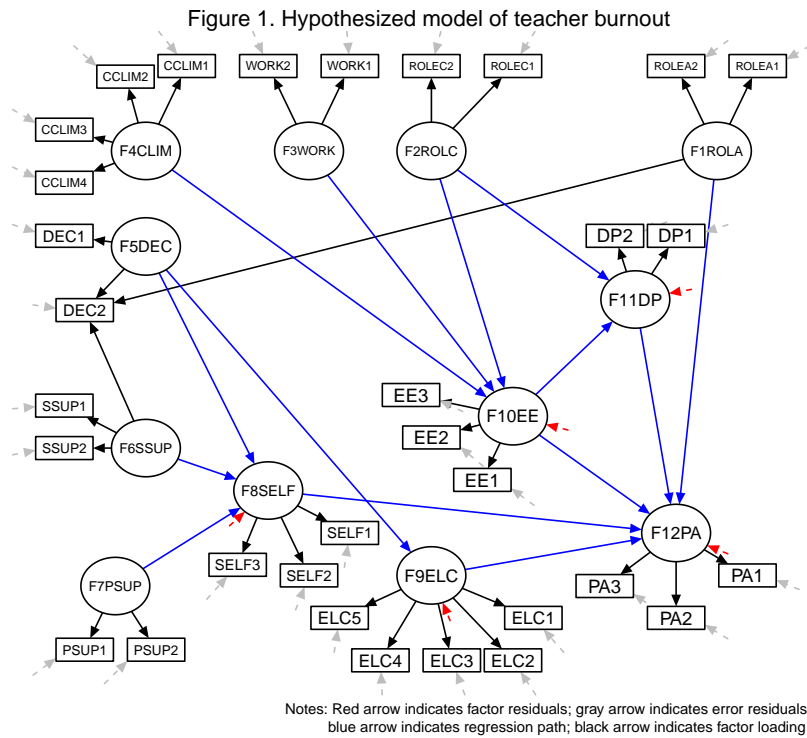 Figure 1. Hypothesized model of teacher burnout
CCLIM2
CCLIM1
WORK2
WORK1
ROLEC2
ROLEC1
ROLEA2
ROLEA1
CCLIM3
CCLIM4
F4CLIM
F3WORK
F2ROLC
F1ROLA
DEC1
F5DEC
DP2
DP1
DEC2
F11DP
SSUP1
SSUP2
F6SSUP
EE3
EE2
EE1
F10EE
F8SELF
SELF1
SELF2
SELF3
F12PA
F7PSUP
F9ELC
PA3
PA2
PA1
PSUP1
PSUP2
ELC5
ELC4
ELC3
ELC2
ELC1
Notes: Red arrow indicates factor residuals; gray arrow indicates error residuals
blue arrow indicates regression path; black arrow indicates factor loading